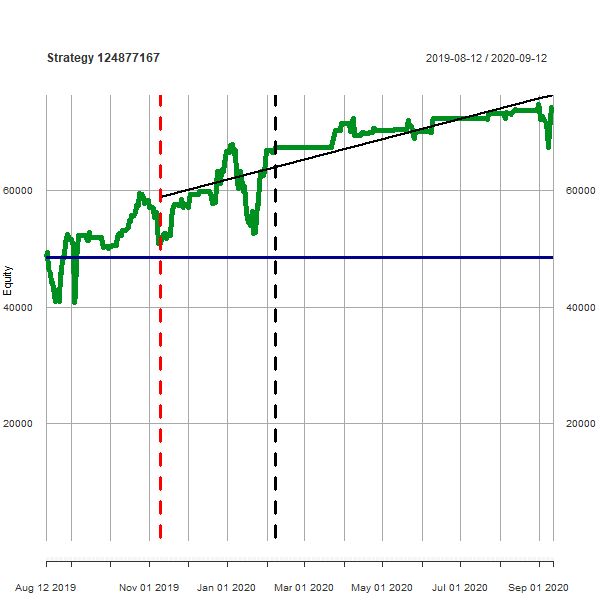 Strategy 124877167
2019-08-12 / 2020-09-12
60000
60000
Equity
40000
40000
20000
20000
Aug 12 2019
Nov 01 2019
Jan 01 2020
Mar 01 2020
May 01 2020
Jul 01 2020
Sep 01 2020